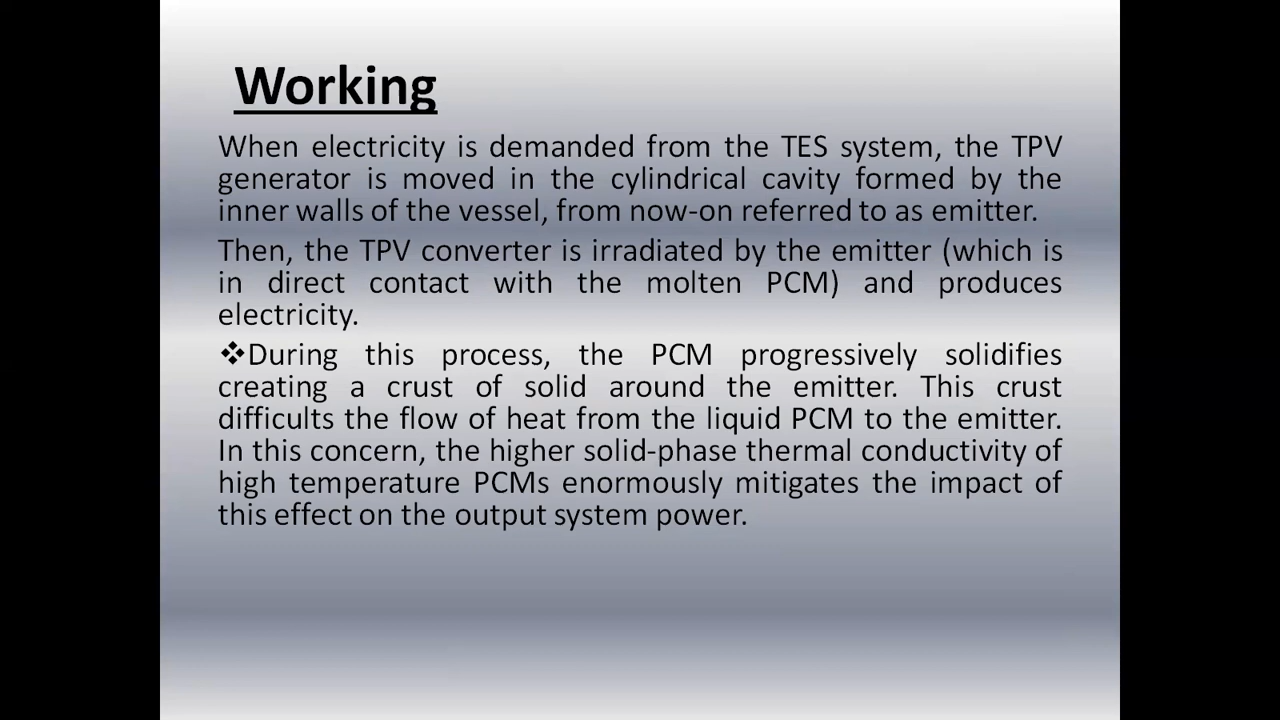 Working
When electricity is demanded from the TES system, the TPV
generator is moved in the cylindrical cavity formed by the
inner walls of the vessel, from now-on referred to as emitter.
Then, the TPV converter is irradiated by the emitter (which is
in direct contact with the molten PCM) and produces
electricity.
❖During this process, the PCM progressively solidifies
creating a crust of solid around the emitter. This crust
difficults the flow of heat from the liquid PCM to the emitter.
In this concern, the higher solid-phase thermal conductivity of
high temperature PCMs enormously mitigates the impact of
this effect on the output system power.